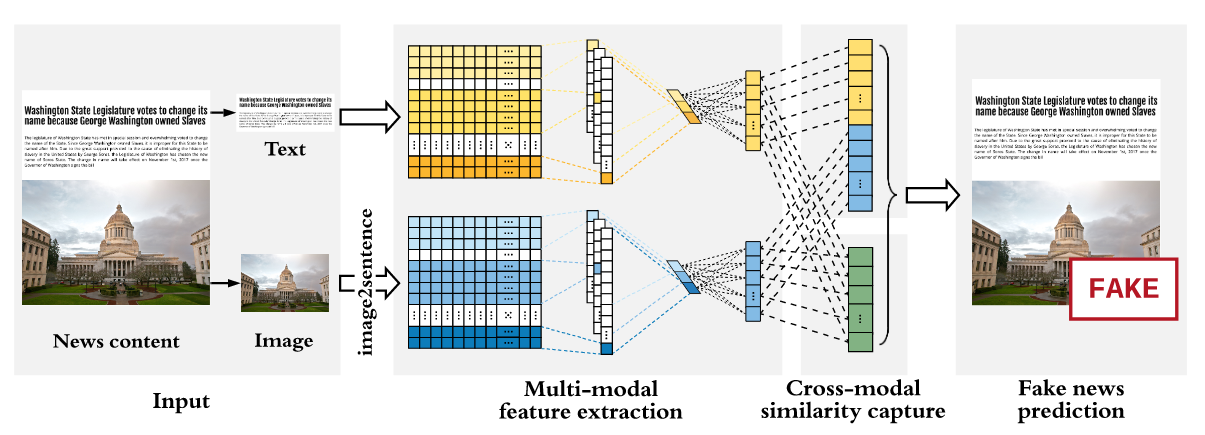 Washington State Legislature votes to change its
name because George Washington owned Slaves
The legislature of Washington State has met in special session and overwhelming voted to change
the name of the State. Since George Washington owned slaves, it is improper for the State to be
named after him. Due to the great support provided to the cause of eliminating the history of
slavery in the United States by George Soros, the Legislature of Washington has chosen the new
name of Soros State. The change in name will take effect on November 1st, 2017 once the
Governor of Washington signs the bill
News content
Washington State Legislature votes to change its
name because George Washington owned Slaves
Text
Image
Input
image2sentence
Multi-modal
feature extraction
Cross-modal
similarity capture
Washington State Legislature votes to change its
name because George Washington owned Slaves
The legislature of Washington State has met in special session and overwhelming voted to change
the name of the State. Since George Washington owned slaves, it is improper for the State to be
named after him. Due to the great support provided to the cause of eliminating the history of
slavery in the United States by George Soros, the Legislature of Washington has chosen the new
name of Soros State. The change in name will take effect on November 1st, 2017 once the
Governor of Washington signs the bill
FAKE
Fake news
prediction